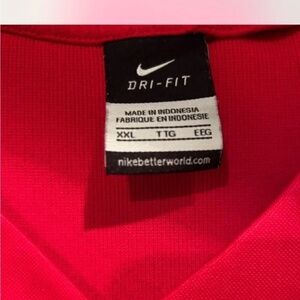 DRI-FIT
MADE IN INDONESIA
FABRIQUE EN INDONESIE
XXL TTG EEG
nikebetterworld.com